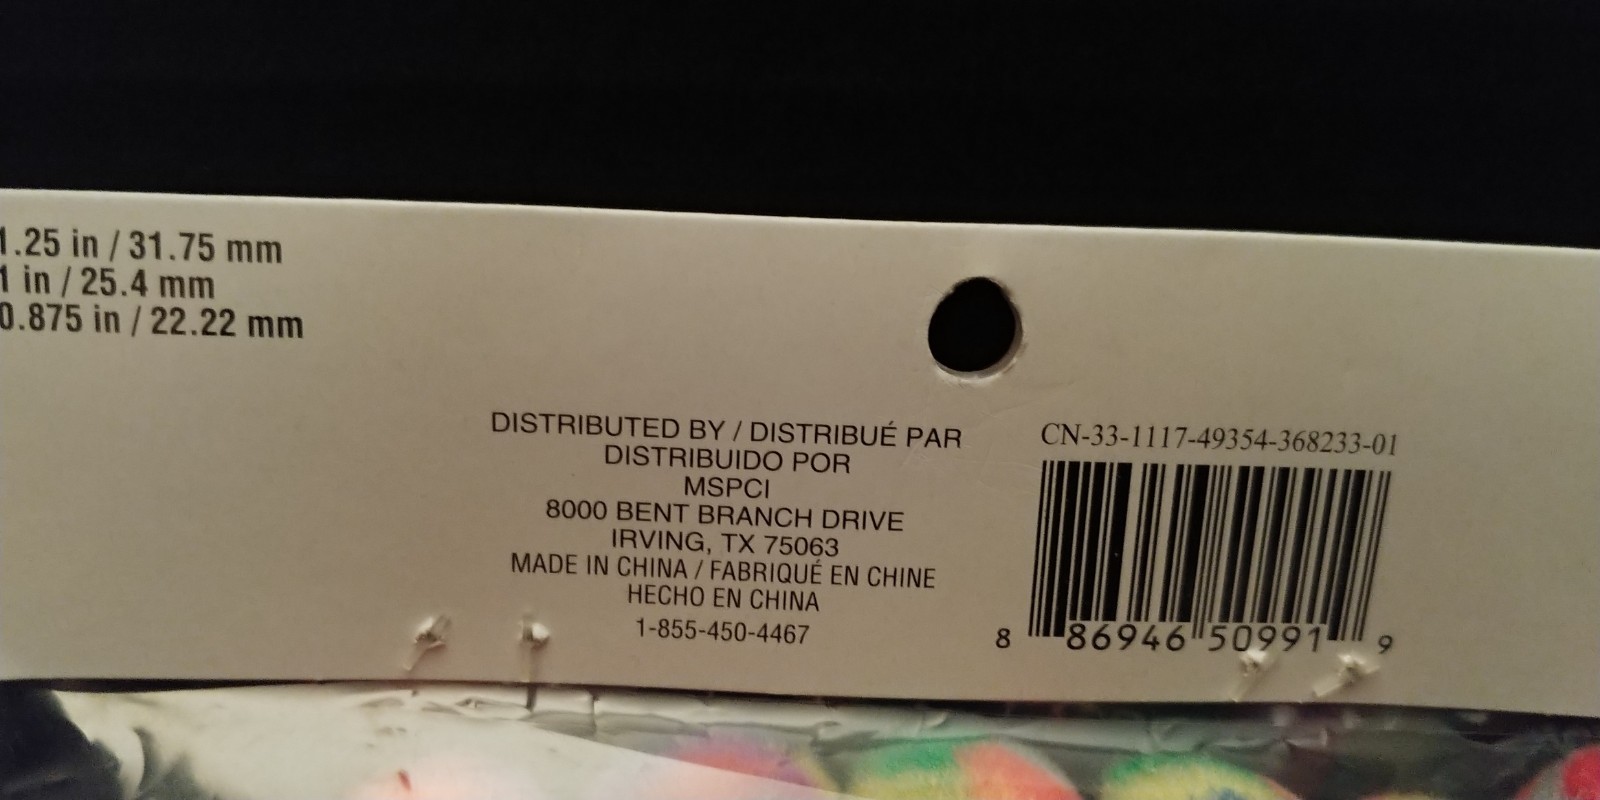 1.25 in / 31.75 mm
1 in / 25.4 mm
0.875 in / 22.22 mm
DISTRIBUTED BY / DISTRIBUÉ PAR
DISTRIBUIDO POR
MSPCI
8000 BENT BRANCH DRIVE
IRVING, TX 75063
MADE IN CHINA / FABRIQUÉ EN CHINE
HECHO EN CHINA
1-855-450-4467
CN-33-1117-49354-368233-01
8 86946 50991 9